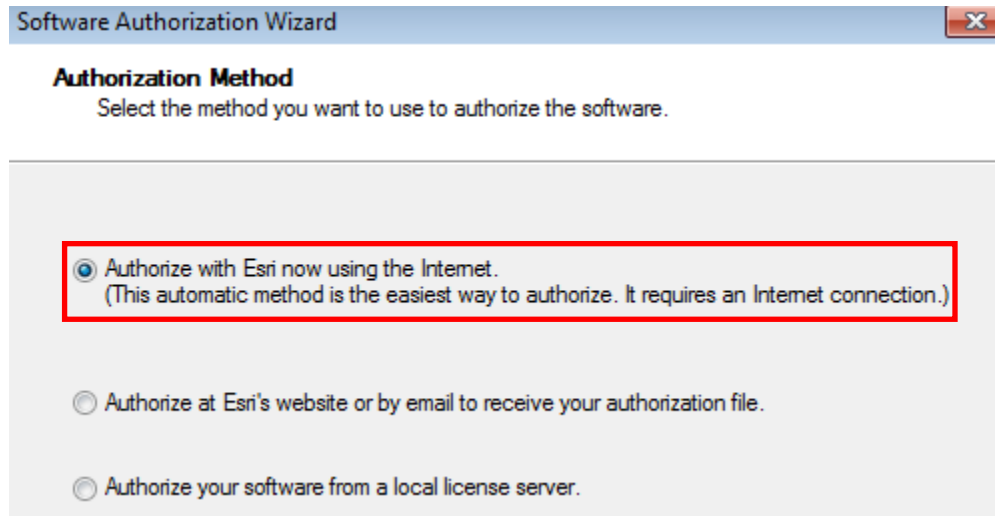 Software Authorization Wizard
Authorization Method
Select the method you want to use to authorize the software.
Authorize with Esri now using the Internet.
(This automatic method is the easiest way to authorize. It requires an Internet connection.)
Authorize at Esri's website or by email to receive your authorization file.
Authorize your software from a local license server.